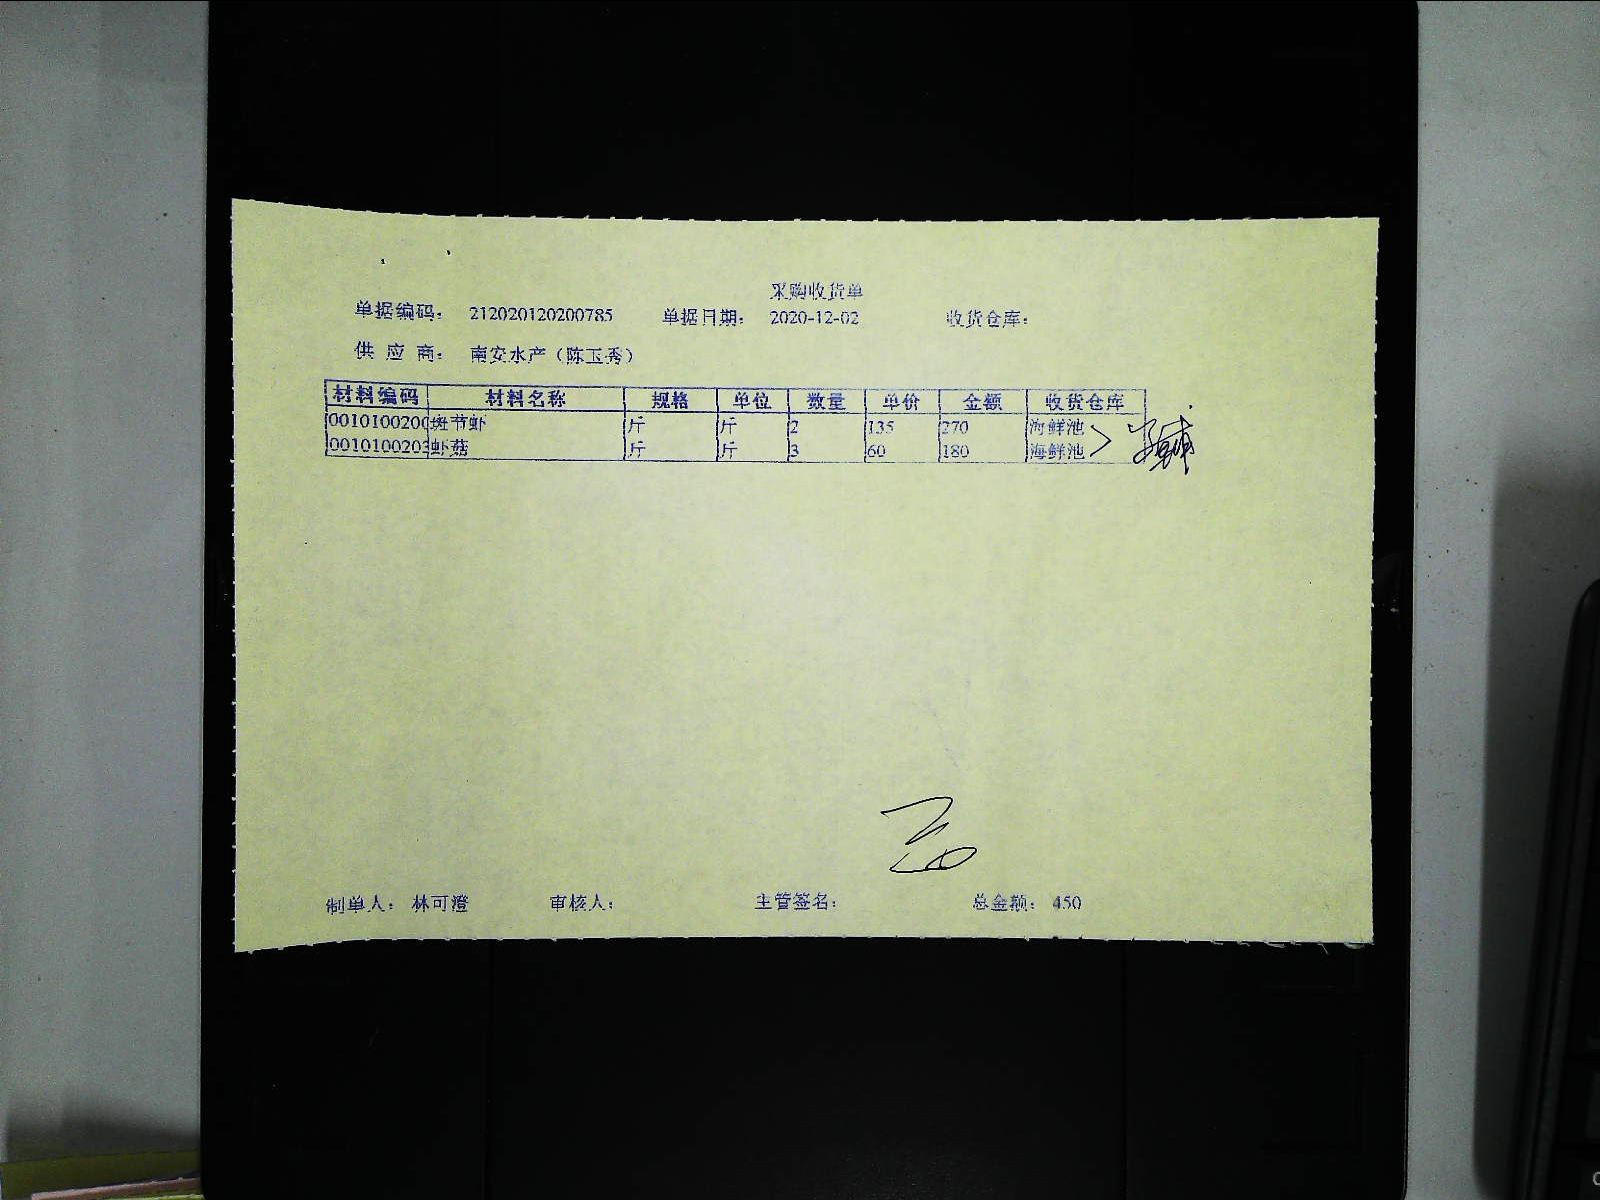 采购收货单
单据编码： 212020120200785 单据日期： 2020-12-02 收货仓库：
供 应 商： 南安水产（陈玉秀）
材料编码 材料名称 规格 单位 数量 单价 金额 收货仓库
0010100200 斑节虾 斤 斤 2 135 270 海鲜池
0010100203 虾菇 斤 斤 3 60 180 海鲜池
制单人： 林可澄 审核人： 主管签名： 总金额： 450